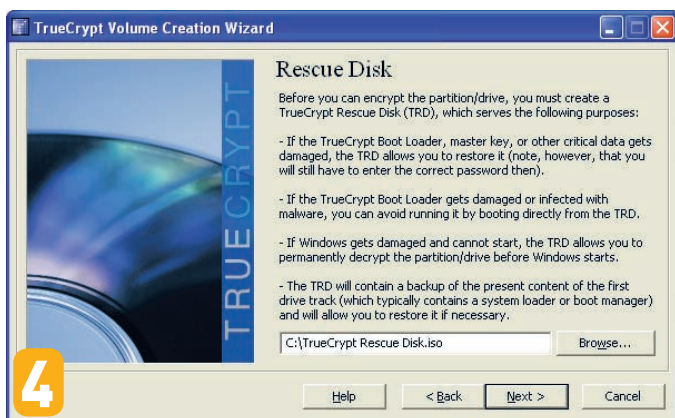 TrueCrypt Volume Creation Wizard
TRUECRYPT
Rescue Disk
Before you can encrypt the partition/drive, you must create a
TrueCrypt Rescue Disk (TRD), which serves the following purposes:
- If the TrueCrypt Boot Loader, master key, or other critical data gets
damaged, the TRD allows you to restore it (note, however, that you
will still have to enter the correct password then).
- If the TrueCrypt Boot Loader gets damaged or infected with
malware, you can avoid running it by booting directly from the TRD.
- If Windows gets damaged and cannot start, the TRD allows you to
permanently decrypt the partition/drive before Windows starts.
- The TRD will contain a backup of the present content of the first
drive track (which typically contains a system loader or boot manager)
and will allow you to restore it if necessary.
C:\TrueCrypt Rescue Disk.iso
Browse...
4
Help
< Back
Next >
Cancel